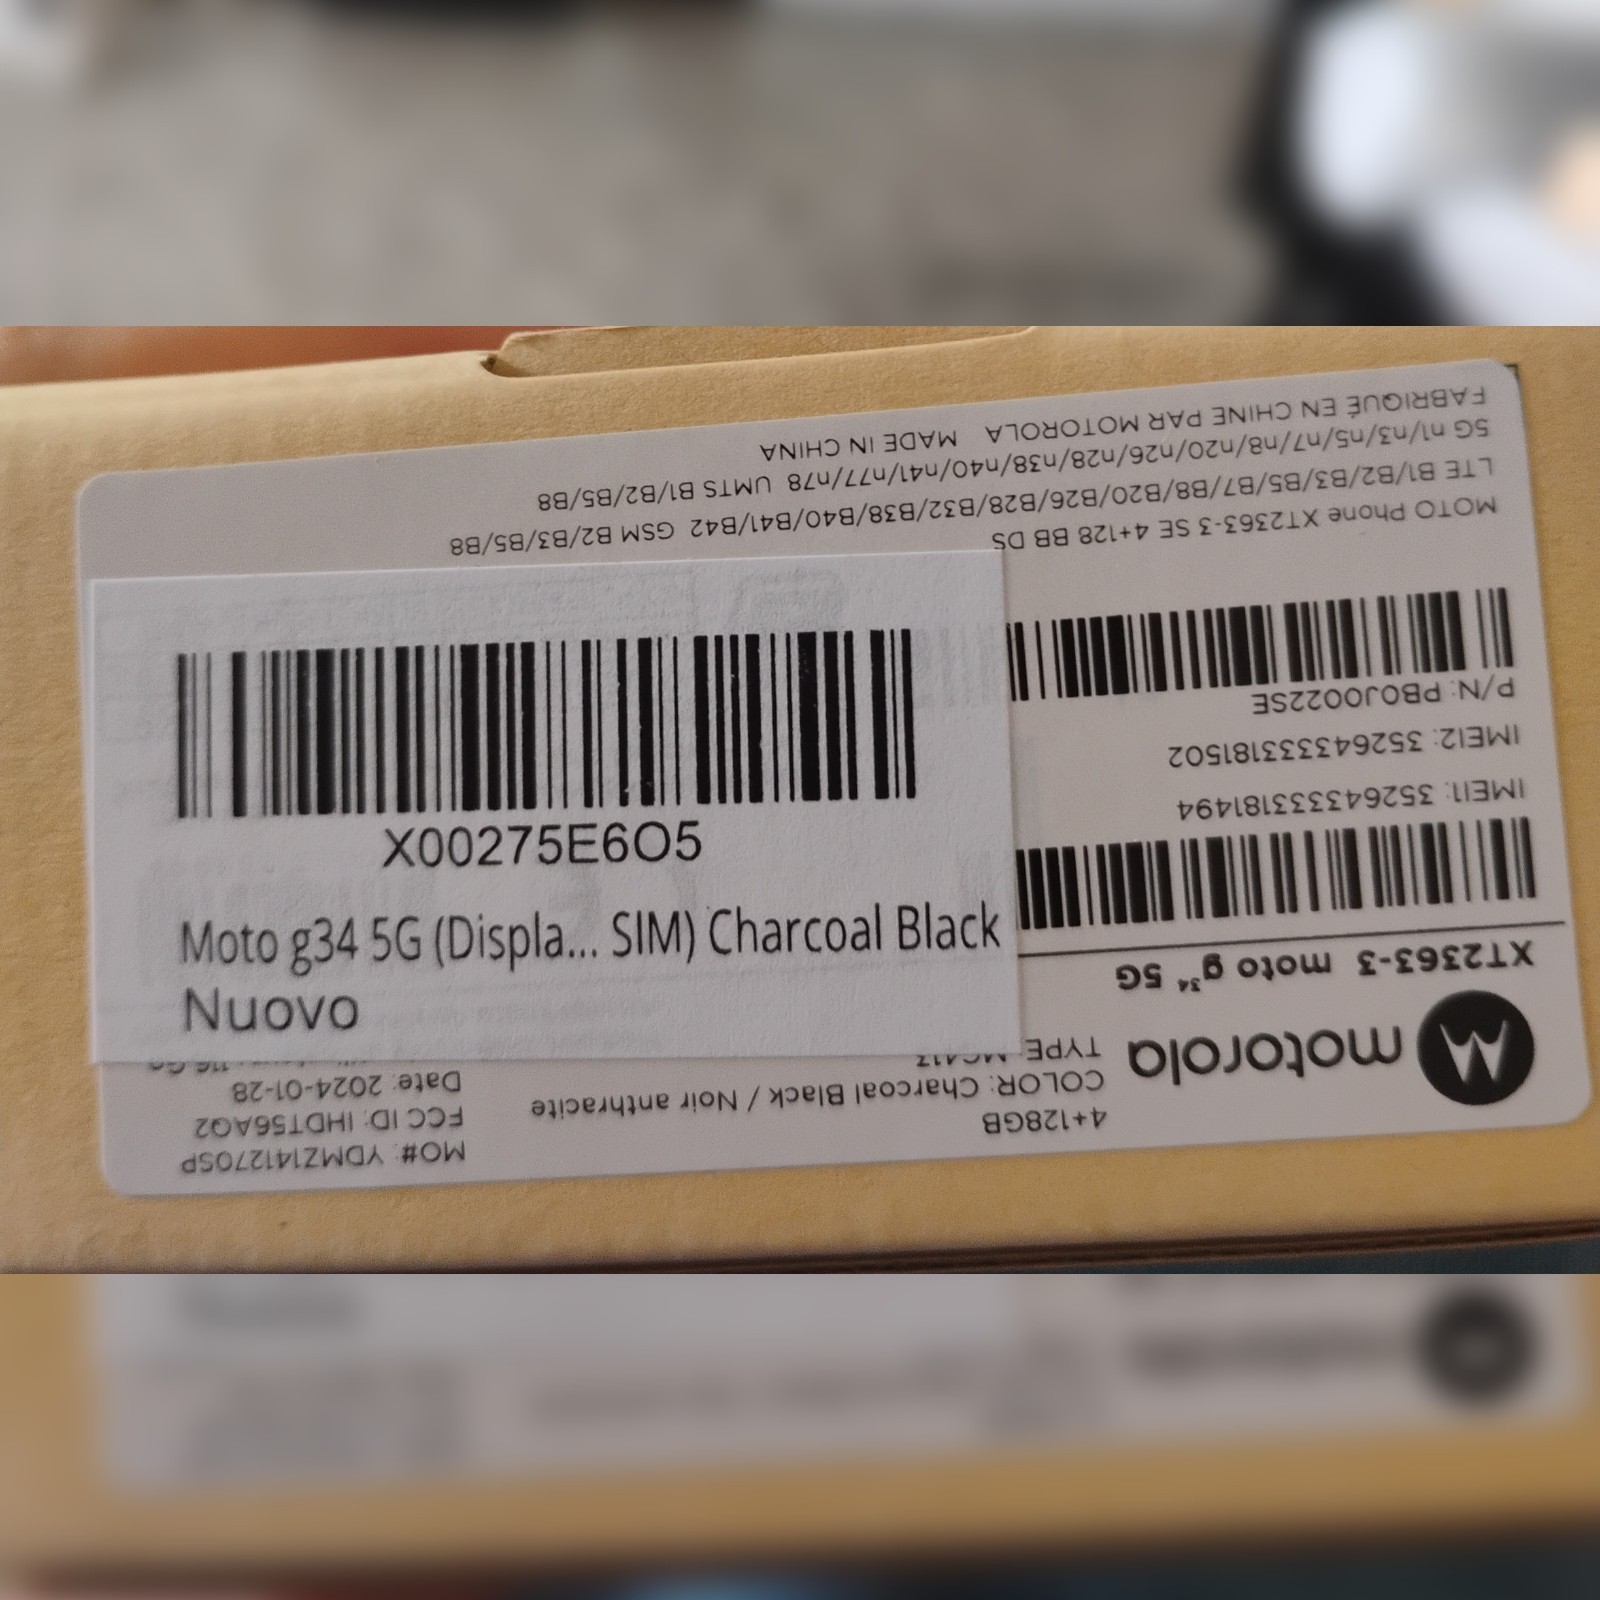 X00275E6O5
Moto g34 5G (Displa... SIM) Charcoal Black
Nuovo
motorola
4+128GB
COLOR: Charcoal Black / Noir anthracite
TYPE:
MO#: YDMZ141270SP
FCC ID: IHDT56AQ2
Date: 2024-01-28
XT2363-3 moto g³⁴ 5G
IMEI1: 352643333181494
IMEI2: 352643333181502
P/N: PB0J0022SE
MOTO Phone XT2363-3 SE 4+128 BB DS
LTE B1/B2/B3/B5/B7/B8/B20/B26/B28/B32/B38/B40/B41/B42 GSM B2/B3/B5/B8
5G n1/n3/n5/n7/n8/n20/n26/n28/n38/n40/n41/n77/n78 UMTS B1/B2/B5/B8
FABRIQUÉ EN CHINE PAR MOTOROLA MADE IN CHINA